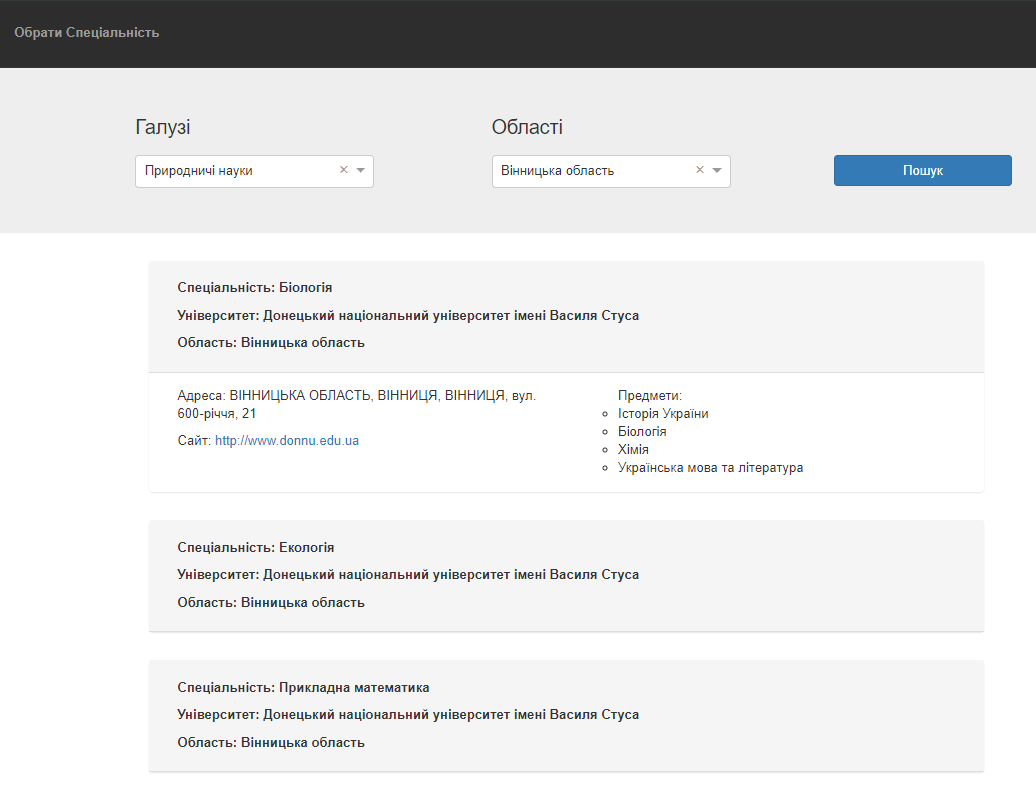 Обрати Спеціальність
Галузі
Області
Природничі науки
Вінницька область
Пошук
Спеціальність: Біологія
Університет: Донецький національний університет імені Василя Стуса
Область: Вінницька область
Адреса: ВІННИЦЬКА ОБЛАСТЬ, ВІННИЦЯ, ВІННИЦЯ, вул.
600-річчя, 21
Сайт: http://www.donnu.edu.ua
Предмети:
Історія України
Біологія
Хімія
Українська мова та література
Спеціальність: Екологія
Університет: Донецький національний університет імені Василя Стуса
Область: Вінницька область
Спеціальність: Прикладна математика
Університет: Донецький національний університет імені Василя Стуса
Область: Вінницька область